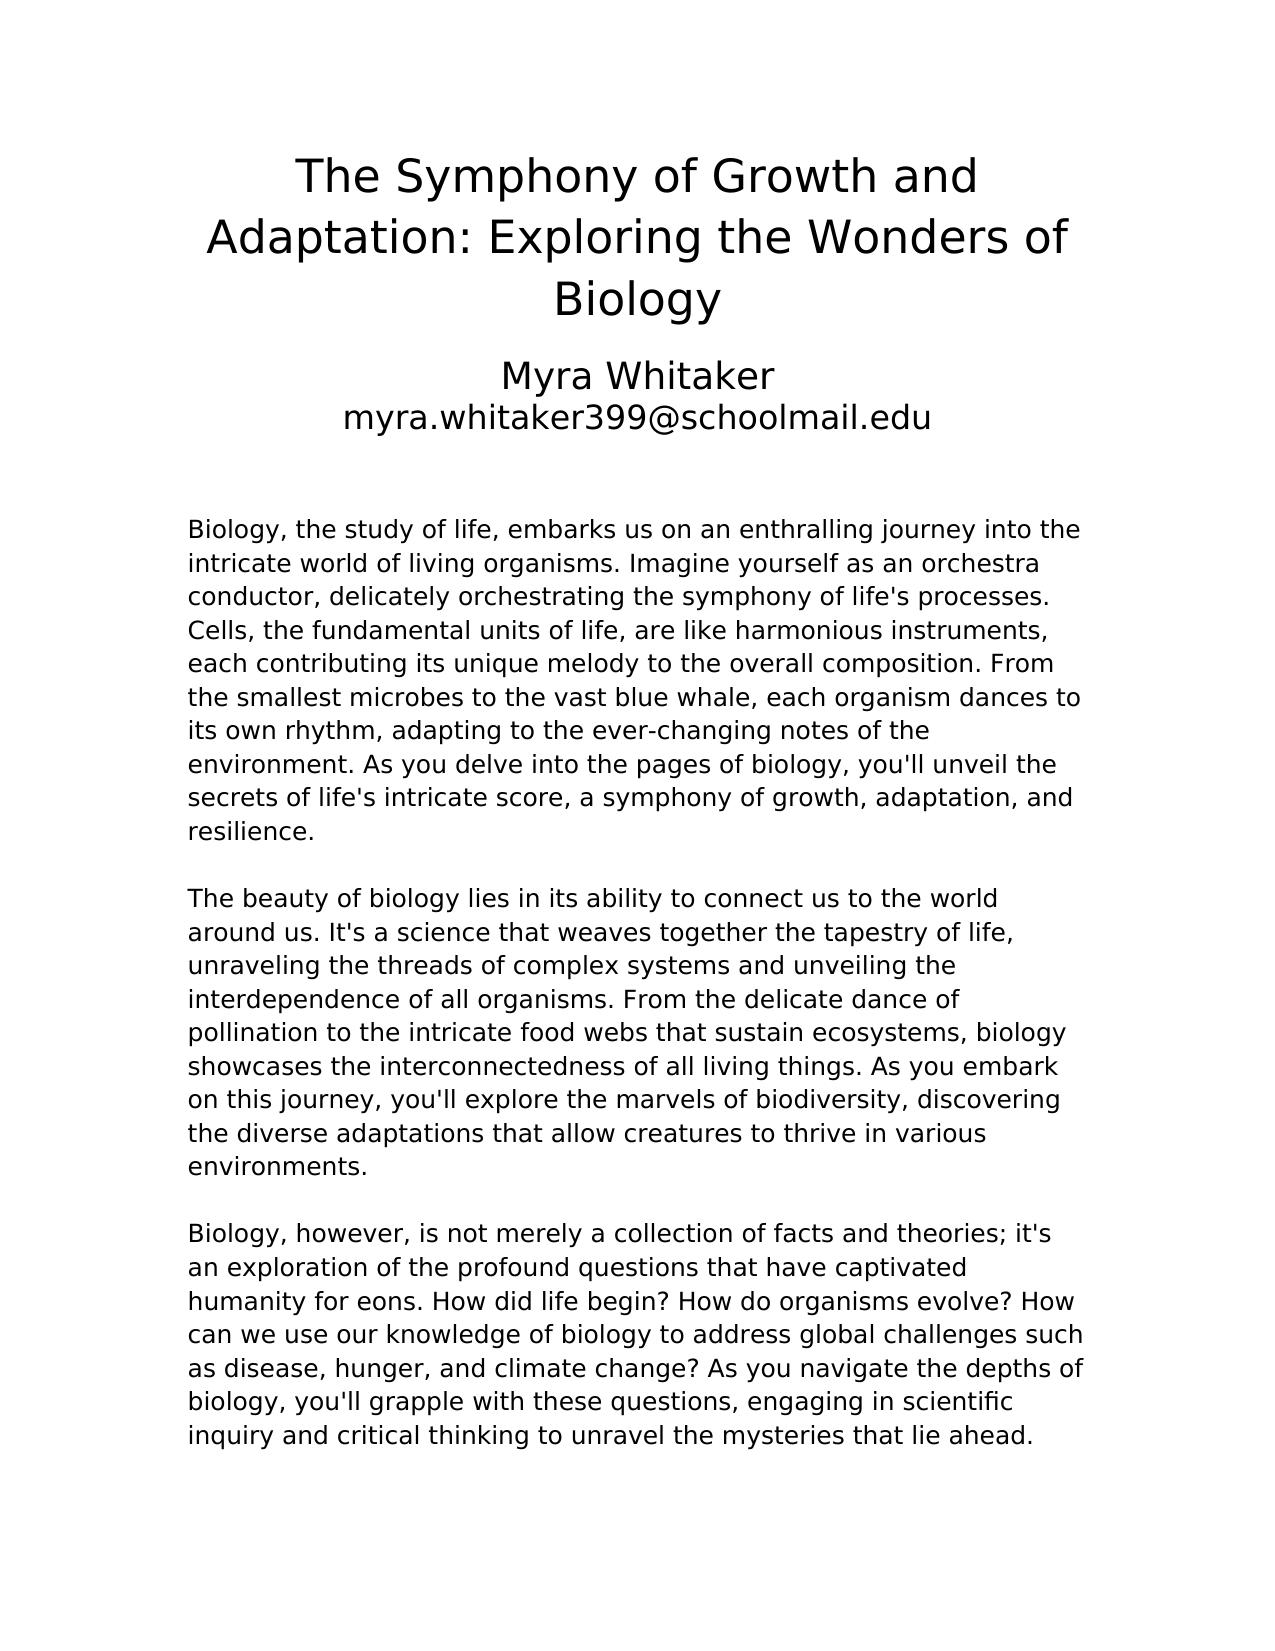 The Symphony of Growth and
Adaptation: Exploring the Wonders of
Biology
Myra Whitaker
myra.whitaker399@schoolmail.edu
Biology, the study of life, embarks us on an enthralling journey into the
intricate world of living organisms. Imagine yourself as an orchestra
conductor, delicately orchestrating the symphony of life's processes.
Cells, the fundamental units of life, are like harmonious instruments,
each contributing its unique melody to the overall composition. From
the smallest microbes to the vast blue whale, each organism dances to
its own rhythm, adapting to the ever-changing notes of the
environment. As you delve into the pages of biology, you'll unveil the
secrets of life's intricate score, a symphony of growth, adaptation, and
resilience.
The beauty of biology lies in its ability to connect us to the world
around us. It's a science that weaves together the tapestry of life,
unraveling the threads of complex systems and unveiling the
interdependence of all organisms. From the delicate dance of
pollination to the intricate food webs that sustain ecosystems, biology
showcases the interconnectedness of all living things. As you embark
on this journey, you'll explore the marvels of biodiversity, discovering
the diverse adaptations that allow creatures to thrive in various
environments.
Biology, however, is not merely a collection of facts and theories; it's
an exploration of the profound questions that have captivated
humanity for eons. How did life begin? How do organisms evolve? How
can we use our knowledge of biology to address global challenges such
as disease, hunger, and climate change? As you navigate the depths of
biology, you'll grapple with these questions, engaging in scientific
inquiry and critical thinking to unravel the mysteries that lie ahead.